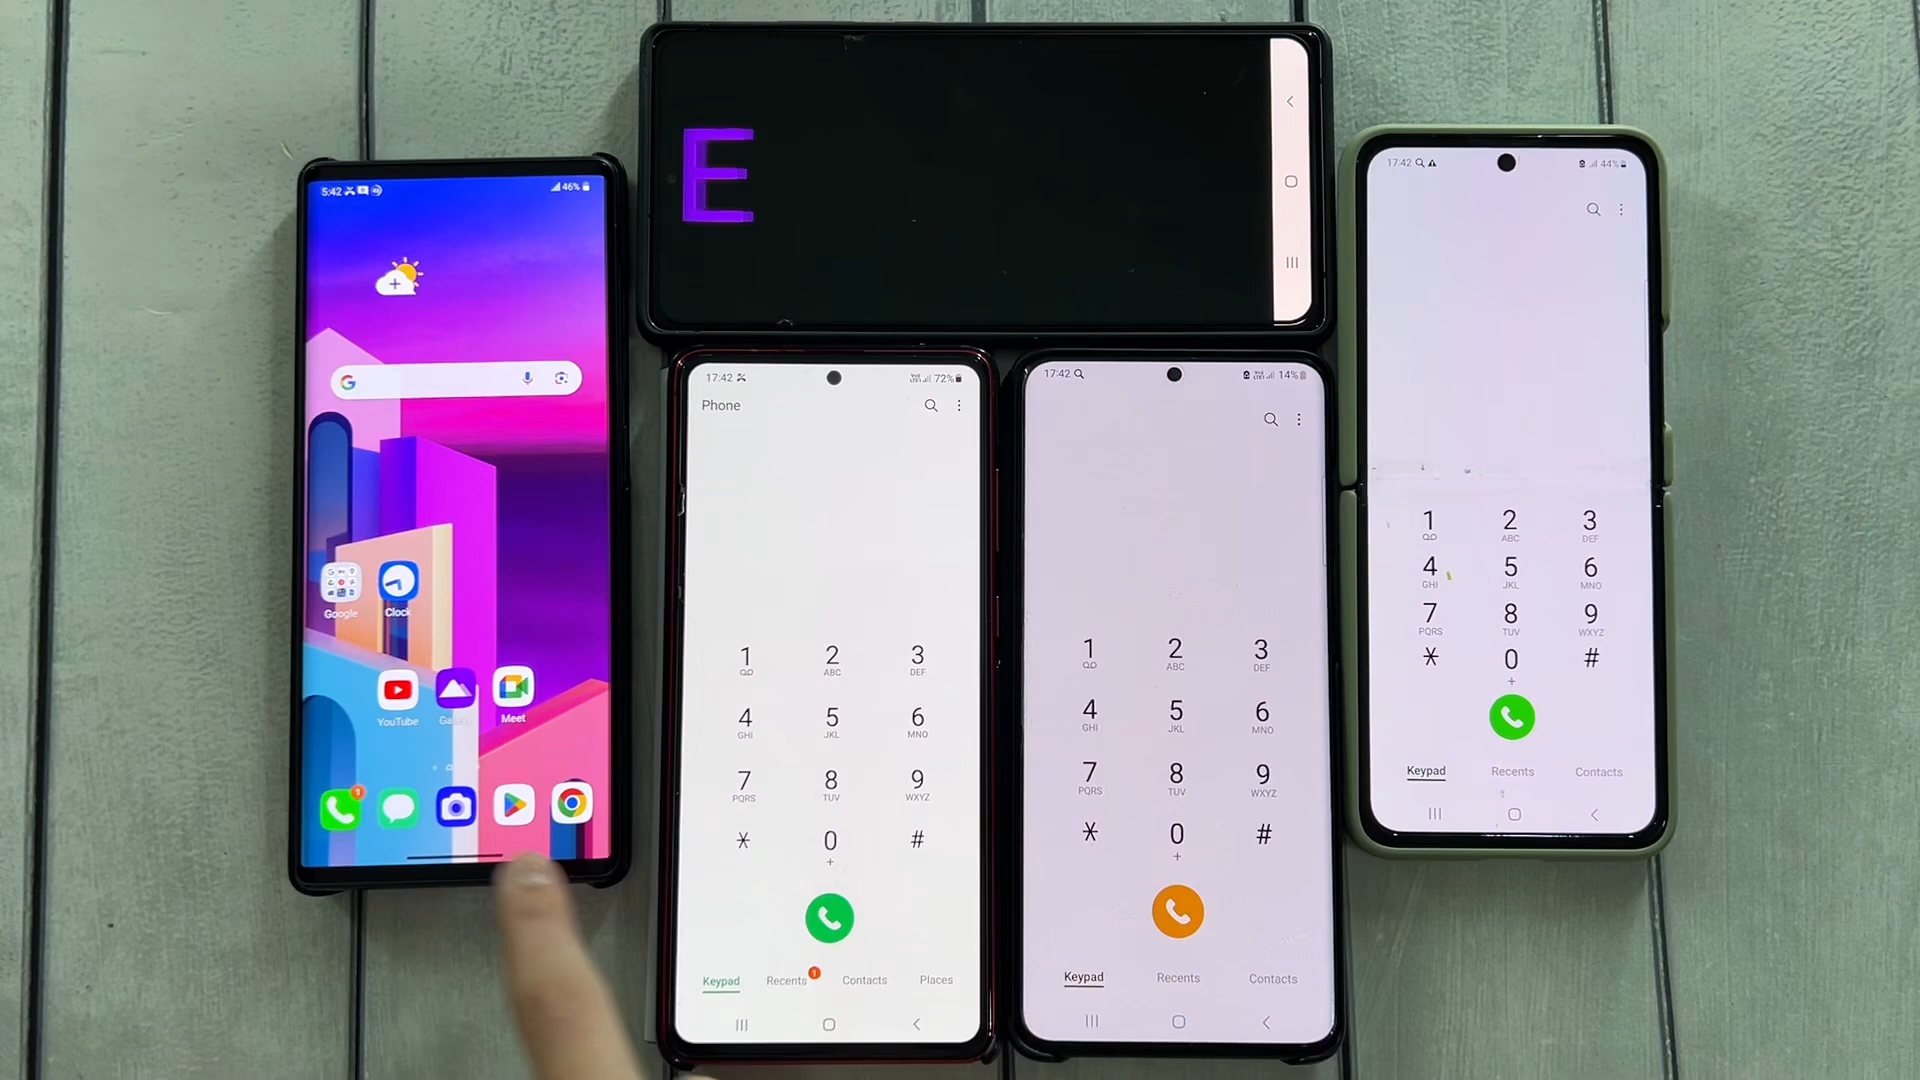 5:42
46%
Google
Clock
YouTube
Gallery
Meet
1
E
17:42
72%
Phone
1
2
ABC
3
DEF
4
GHI
5
JKL
6
MNO
7
PQRS
8
TUV
9
WXYZ
*
0
+
#
Keypad
Recents
1
Contacts
Places
17:42
14%
1
2
ABC
3
DEF
4
GHI
5
JKL
6
MNO
7
PQRS
8
TUV
9
WXYZ
*
0
+
#
Keypad
Recents
Contacts
17:42
44%
1
2
ABC
3
DEF
4
GHI
5
JKL
6
MNO
7
PQRS
8
TUV
9
WXYZ
*
0
+
#
Keypad
Recents
Contacts